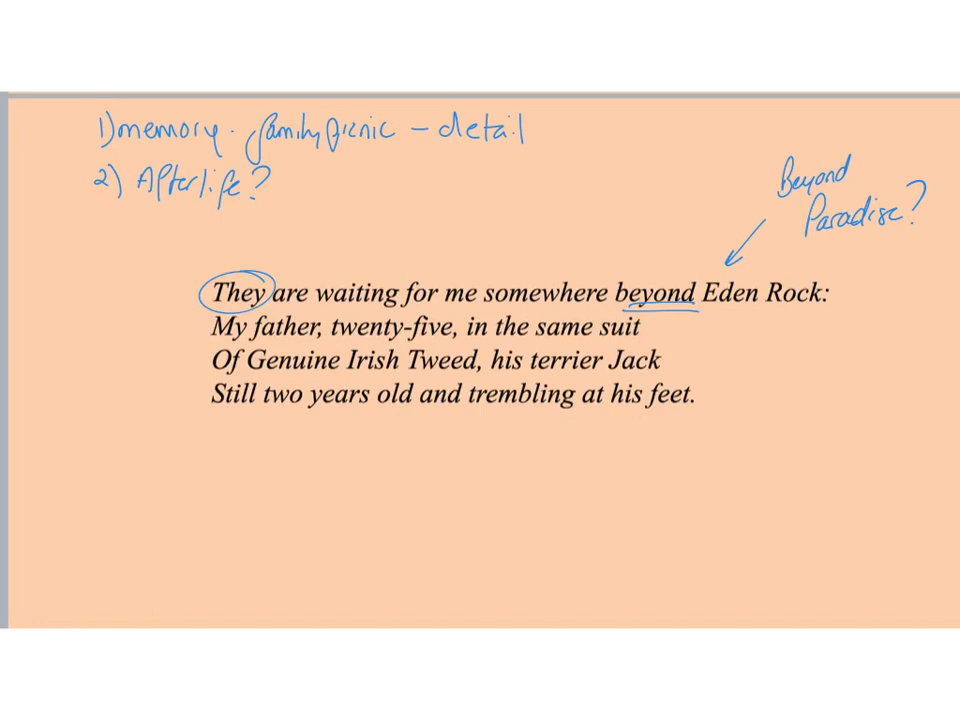 1) memory. family picnic – detail
2) Afterlife?
Beyond
Paradise?
They are waiting for me somewhere beyond Eden Rock:
My father, twenty-five, in the same suit
Of Genuine Irish Tweed, his terrier Jack
Still two years old and trembling at his feet.